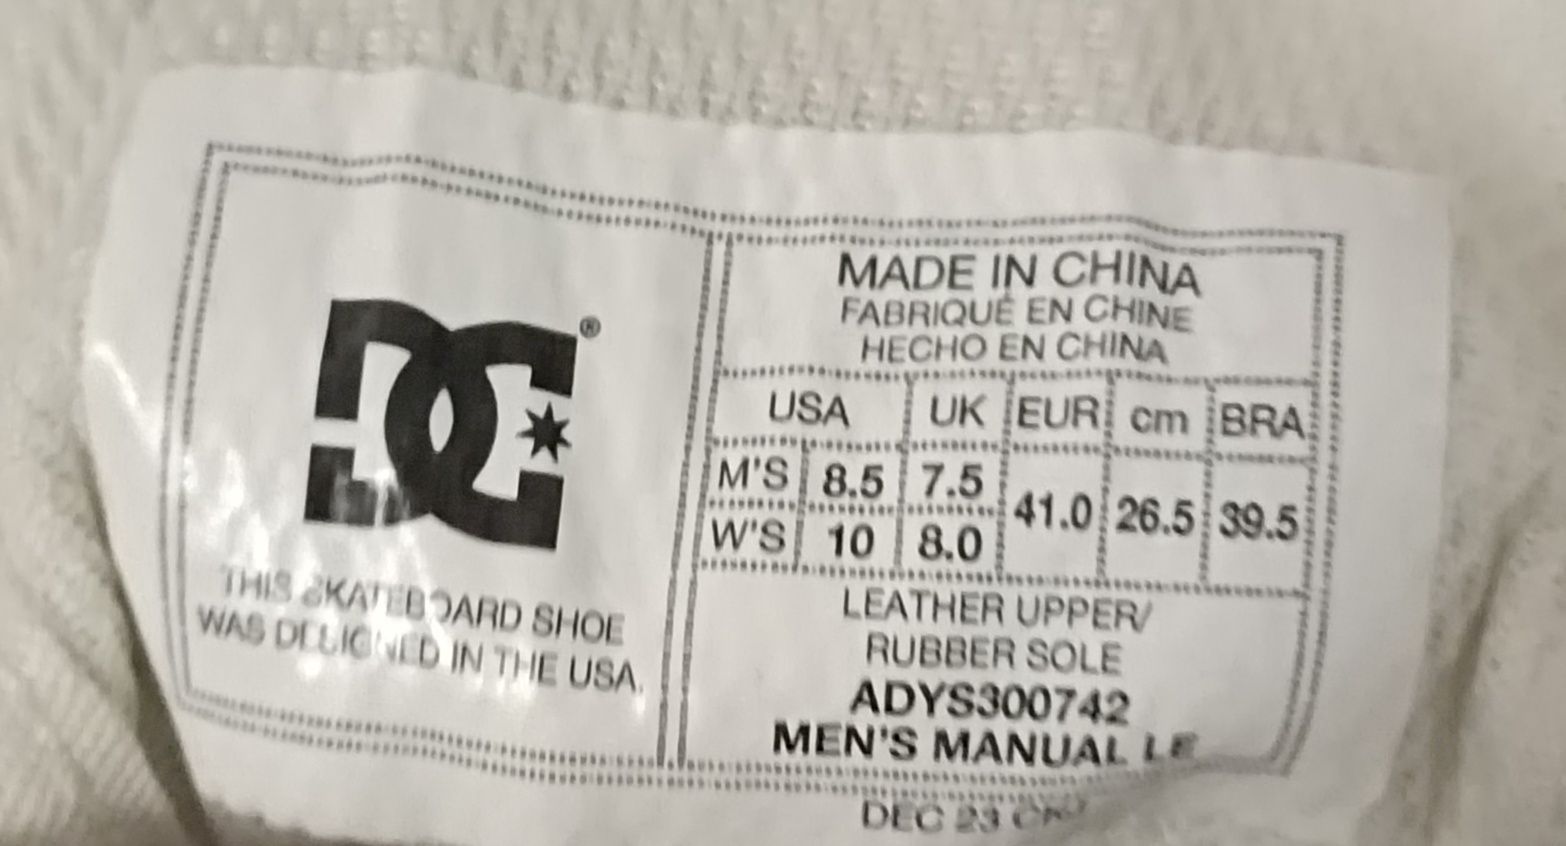 DC®
THIS SKATEBOARD SHOE
WAS DESIGNED IN THE USA.
MADE IN CHINA
FABRIQUÉ EN CHINE
HECHO EN CHINA
USA UK EUR cm BRA
M'S 8.5 7.5 41.0 26.5 39.5
W'S 10 8.0
LEATHER UPPER/
RUBBER SOLE
ADYS300742
MEN'S MANUAL LE
DEC 23